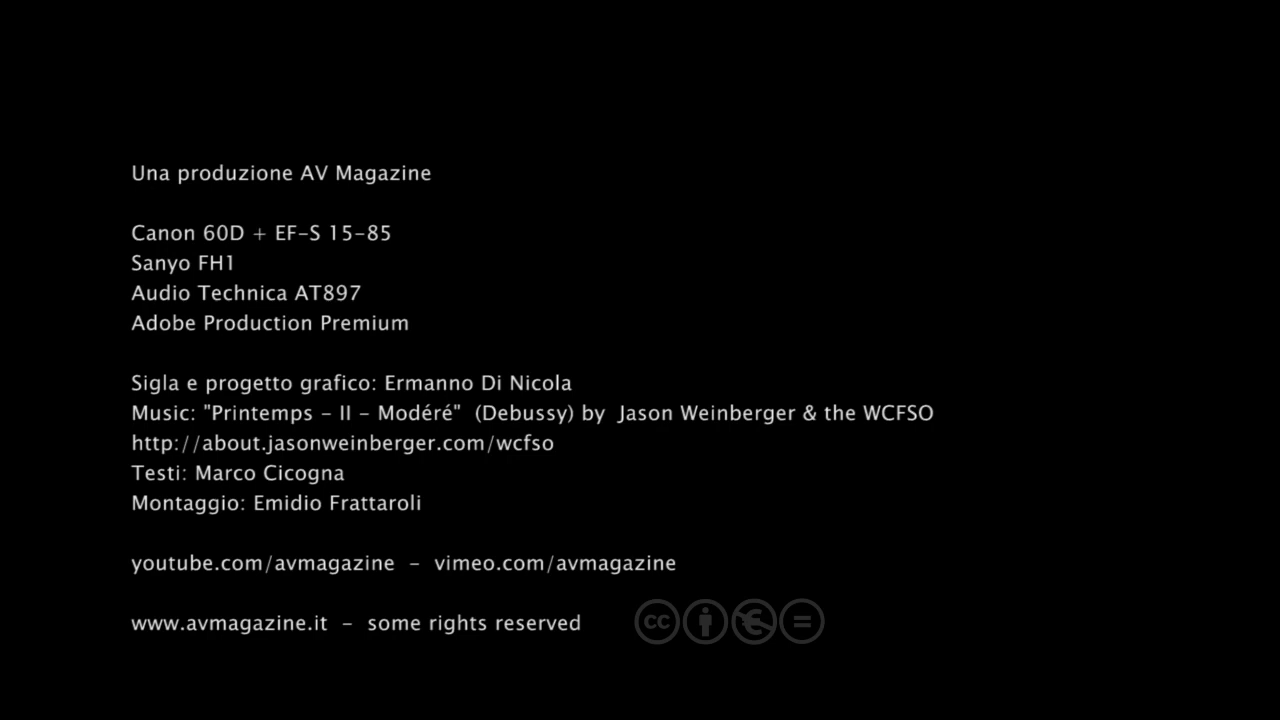 Una produzione AV Magazine
Canon 60D + EF-S 15-85
Sanyo FH1
Audio Technica AT897
Adobe Production Premium
Sigla e progetto grafico: Ermanno Di Nicola
Music: "Printemps - II - Modéré"  (Debussy) by  Jason Weinberger & the WCFSO
http://about.jasonweinberger.com/wcfso
Testi: Marco Cicogna
Montaggio: Emidio Frattaroli
youtube.com/avmagazine  -  vimeo.com/avmagazine
www.avmagazine.it  -  some rights reserved cc